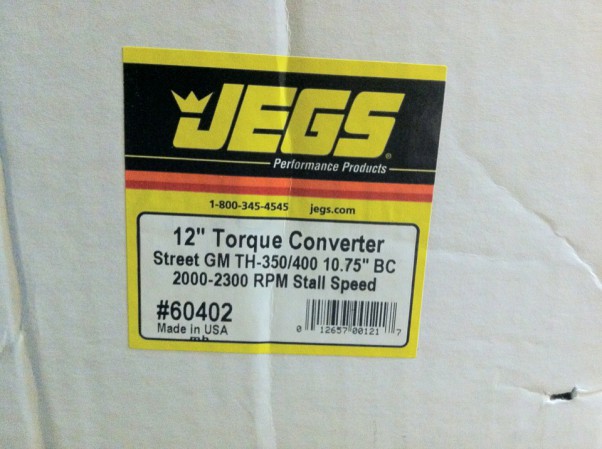 JEGS
Performance Products
1-800-345-4545 jegs.com
12" Torque Converter
Street GM TH-350/400 10.75" BC
2000-2300 RPM Stall Speed
#60402
Made in USA
mb
0 12657 00121 7